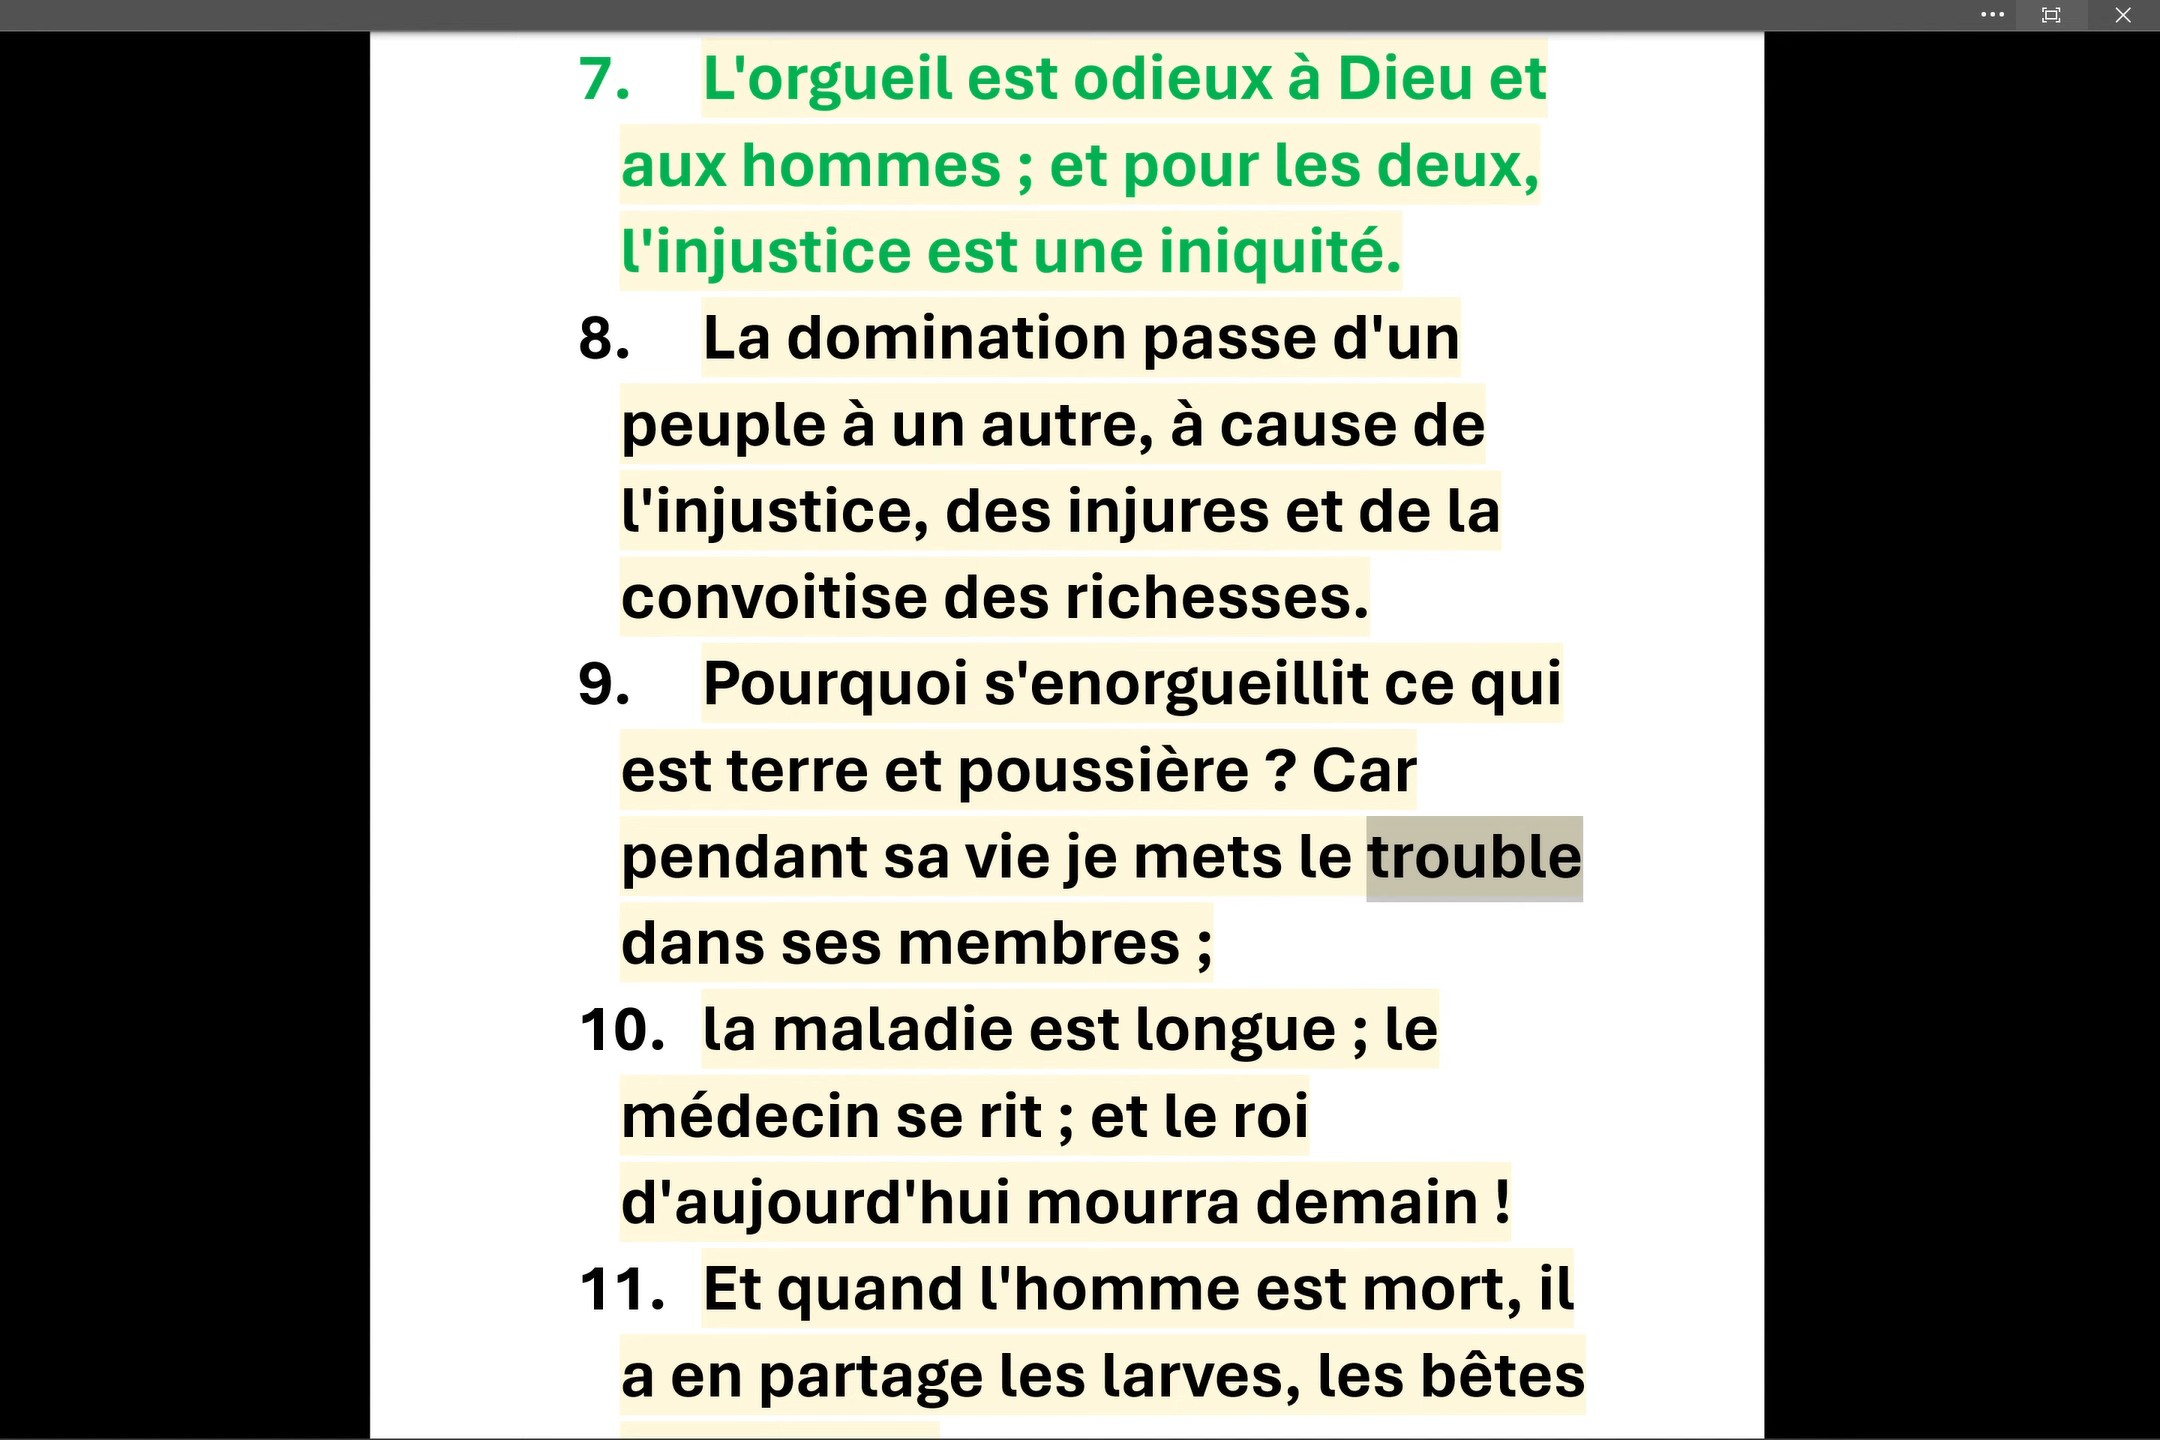 7. L'orgueil est odieux à Dieu et
aux hommes ; et pour les deux,
l'injustice est une iniquité.
8. La domination passe d'un
peuple à un autre, à cause de
l'injustice, des injures et de la
convoitise des richesses.
9. Pourquoi s'enorgueillit ce qui
est terre et poussière ? Car
pendant sa vie je mets le trouble
dans ses membres ;
10. la maladie est longue ; le
médecin se rit ; et le roi
d'aujourd'hui mourra demain !
11. Et quand l'homme est mort, il
a en partage les larves, les bêtes